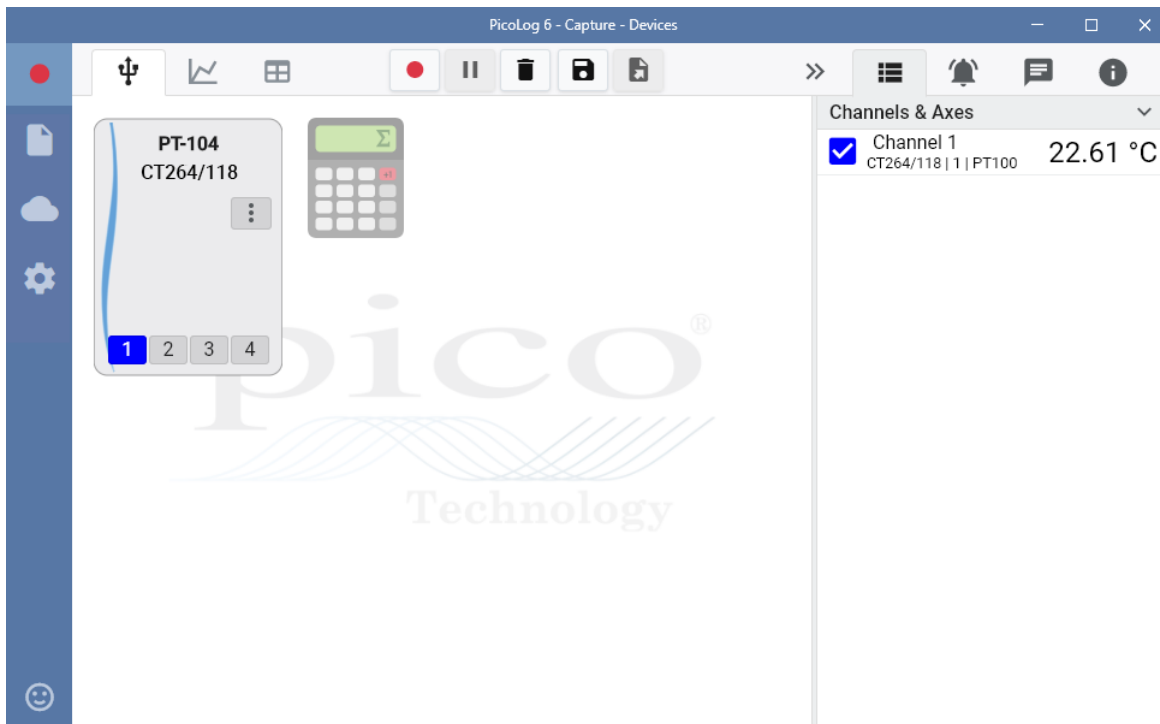 PicoLog 6 - Capture - Devices
Channels & Axes
PT-104
CT264/118
Σ
+1
Channel 1
CT264/118 | 1 | PT100
22.61 °C
1 2 3 4
pico®
Technology